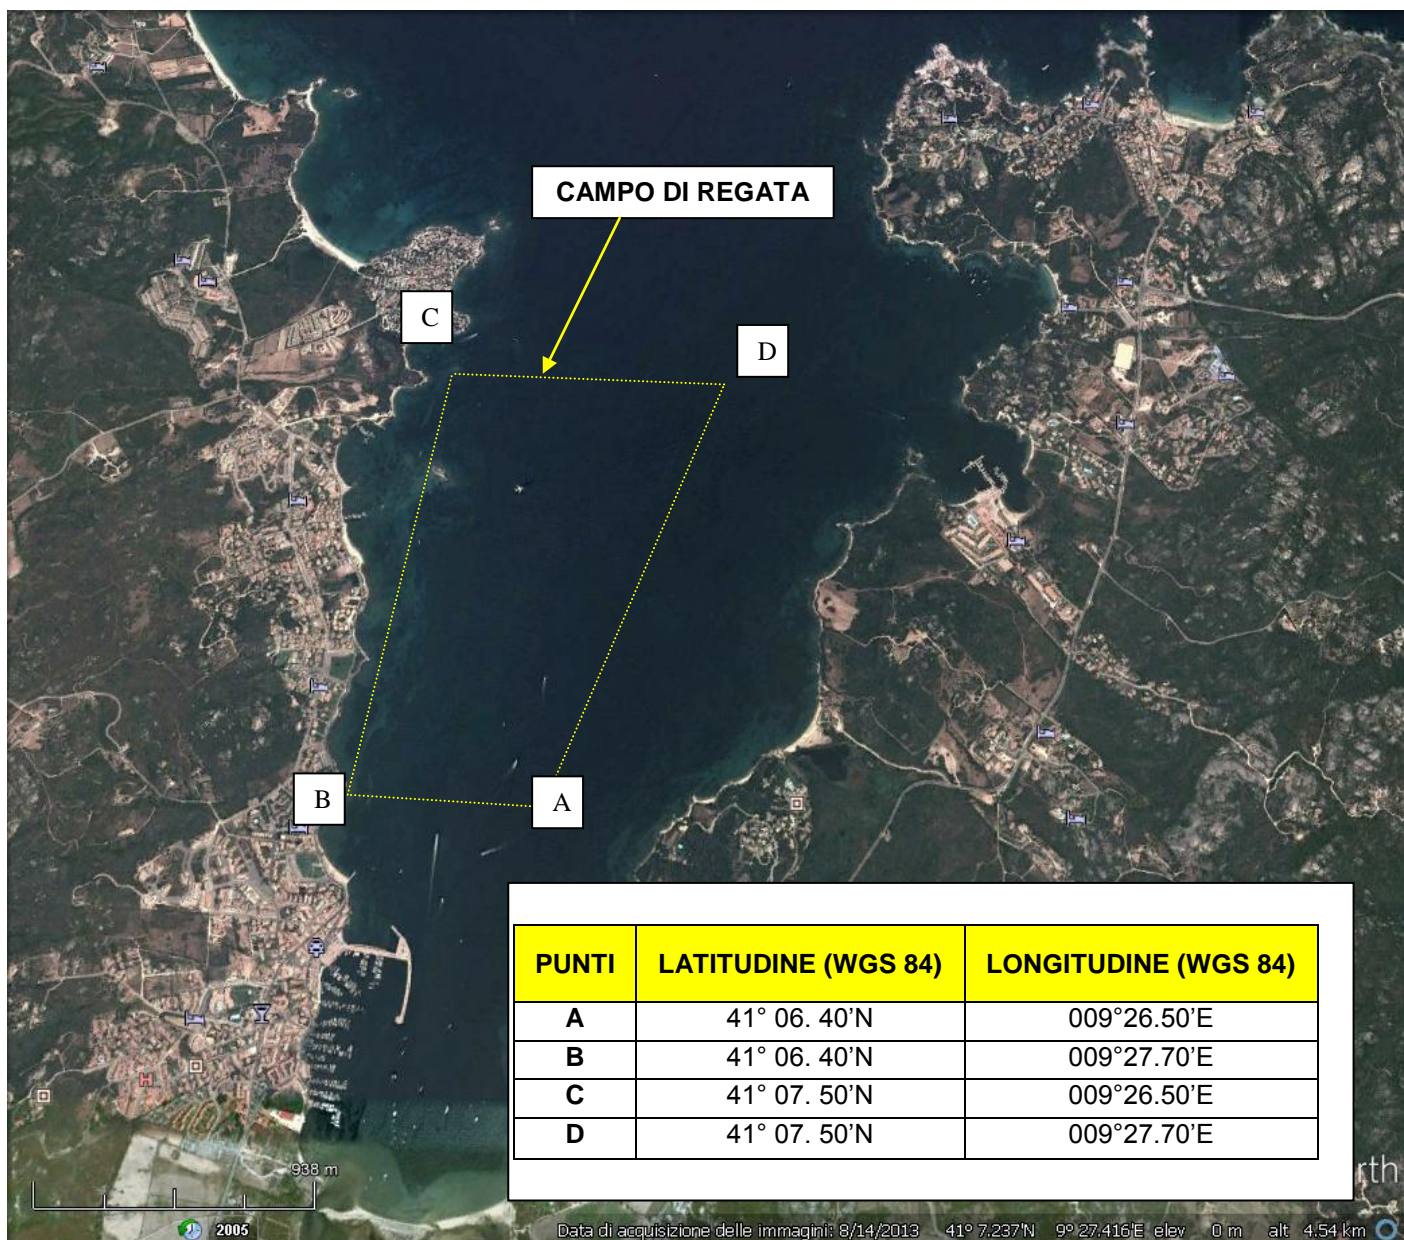 CAMPO DI REGATA
C
D
B
A
PUNTI LATITUDINE (WGS 84) LONGITUDINE (WGS 84)
A 41° 06. 40’N 009°26.50’E
B 41° 06. 40’N 009°27.70’E
C 41° 07. 50’N 009°26.50’E
D 41° 07. 50’N 009°27.70’E
H
938 m
rth
2005
Data di acquisizione delle immagini: 8/14/2013 41° 7.237'N 9° 27.416'E elev 0 m alt 4.54 km